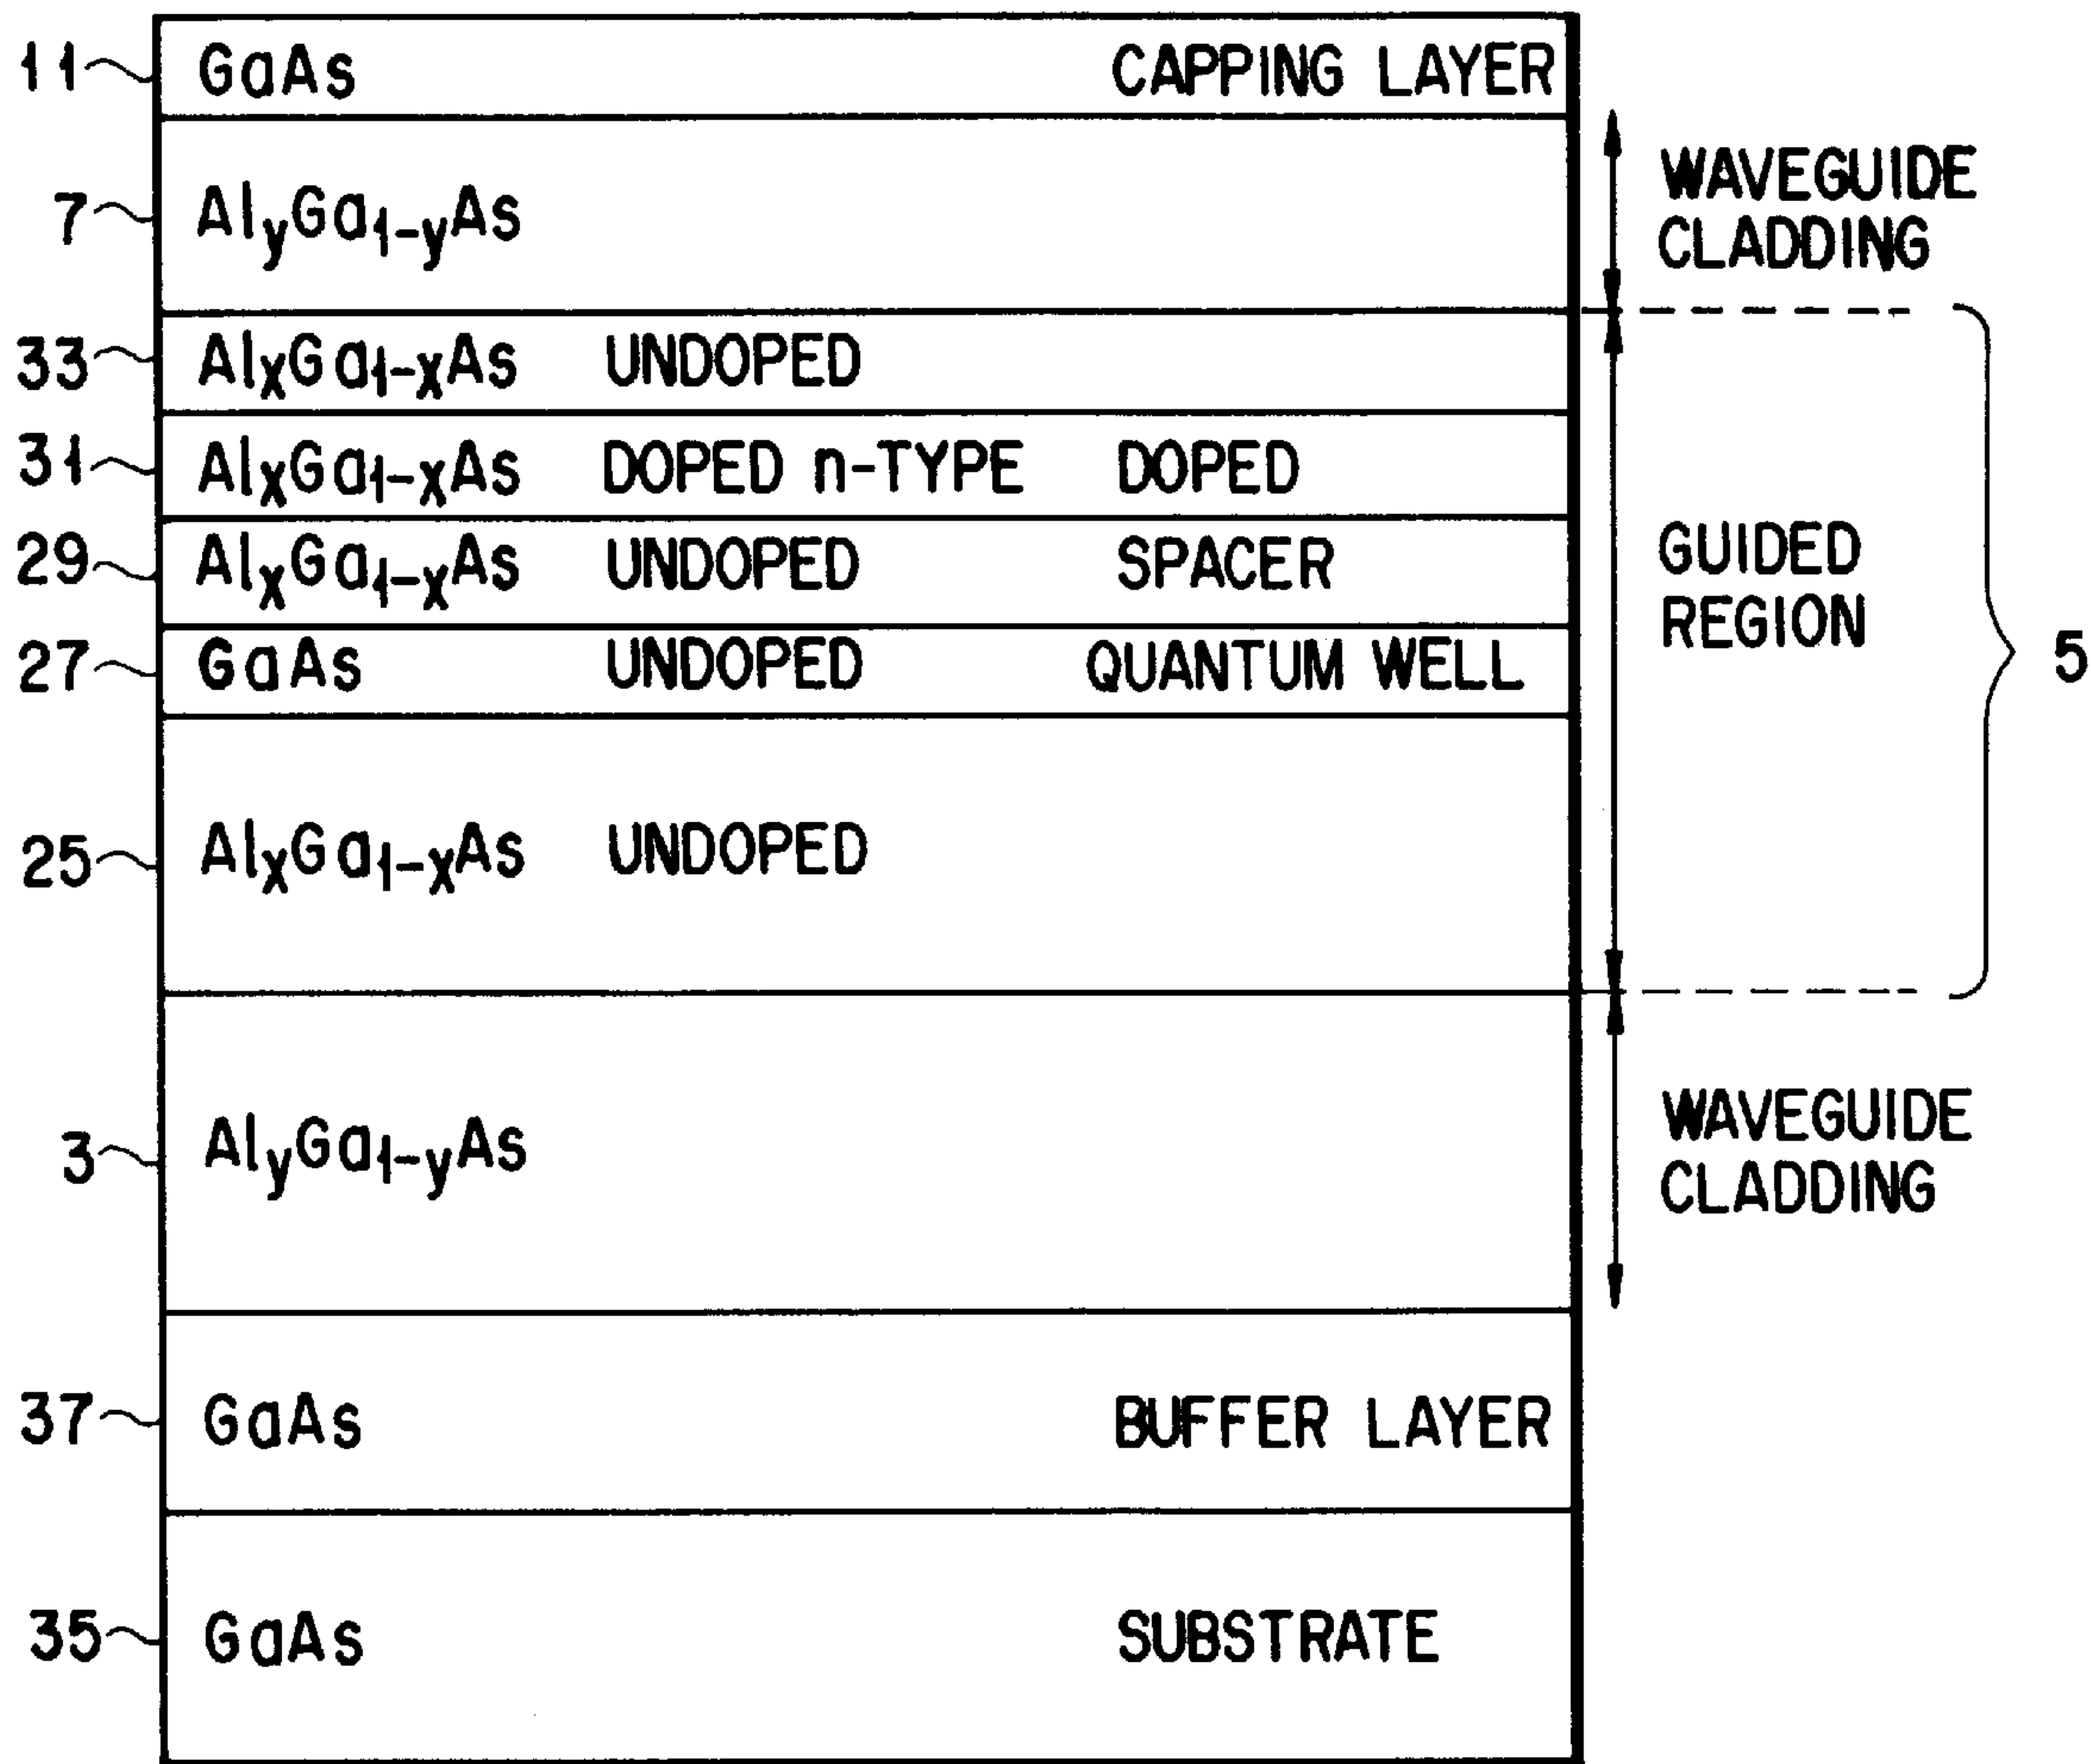 11 GaAs CAPPING LAYER
7 AlyGa1-yAs
WAVEGUIDE
CLADDING
33 AlxGa1-xAs UNDOPED
31 AlxGa1-xAs DOPED n-TYPE DOPED
29 AlxGa1-xAs UNDOPED SPACER
GUIDED
REGION
27 GaAs UNDOPED QUANTUM WELL
5
25 AlxGa1-xAs UNDOPED
3 AlyGa1-yAs
WAVEGUIDE
CLADDING
37 GaAs BUFFER LAYER
35 GaAs SUBSTRATE